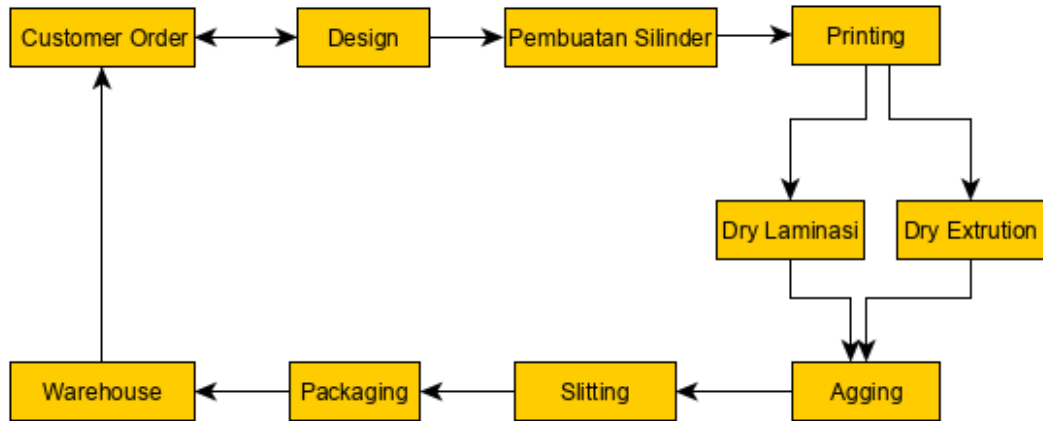 Customer Order
Design
Pembuatan Silinder
Printing
Dry Laminasi
Dry Extrution
Warehouse
Packaging
Slitting
Agging